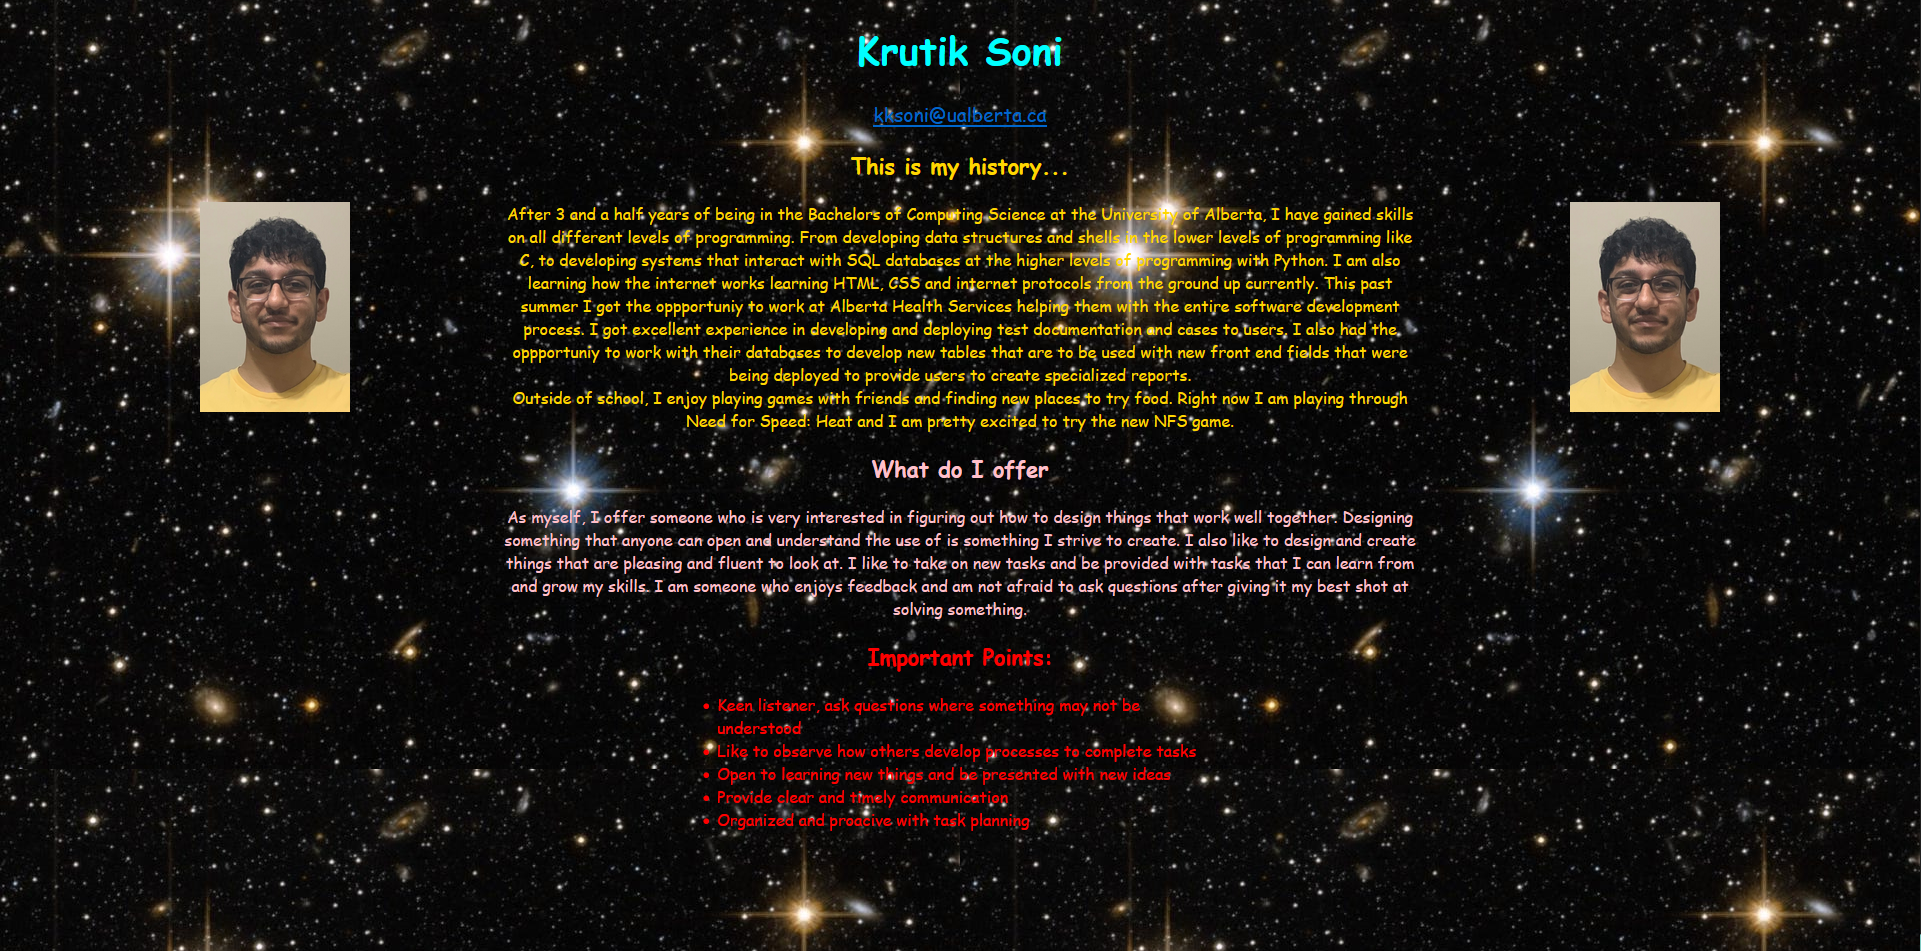 Krutik Soni
kksoni@ualberta.ca
This is my history...
After 3 and a half years of being in the Bachelors of Computing Science at the University of Alberta, I have gained skills
on all different levels of programming. From developing data structures and shells in the lower levels of programming like
C, to developing systems that interact with SQL databases at the higher levels of programming with Python. I am also
learning how the internet works learning HTML, CSS and internet protocols from the ground up currently. This past
summer I got the oppportuniy to work at Alberta Health Services helping them with the entire software development
process. I got excellent experience in developing and deploying test documentation and cases to users. I also had the
oppportuniy to work with their databases to develop new tables that are to be used with new front end fields that were
being deployed to provide users to create specialized reports.
Outside of school, I enjoy playing games with friends and finding new places to try food. Right now I am playing through
Need for Speed: Heat and I am pretty excited to try the new NFS game.
What do I offer
As myself, I offer someone who is very interested in figuring out how to design things that work well together. Designing
something that anyone can open and understand the use of is something I strive to create. I also like to design and create
things that are pleasing and fluent to look at. I like to take on new tasks and be provided with tasks that I can learn from
and grow my skills. I am someone who enjoys feedback and am not afraid to ask questions after giving it my best shot at
solving something.
Important Points:
• Keen listener, ask questions where something may not be
understood
• Like to observe how others develop processes to complete tasks
• Open to learning new things and be presented with new ideas
• Provide clear and timely communication
• Organized and proacive with task planning